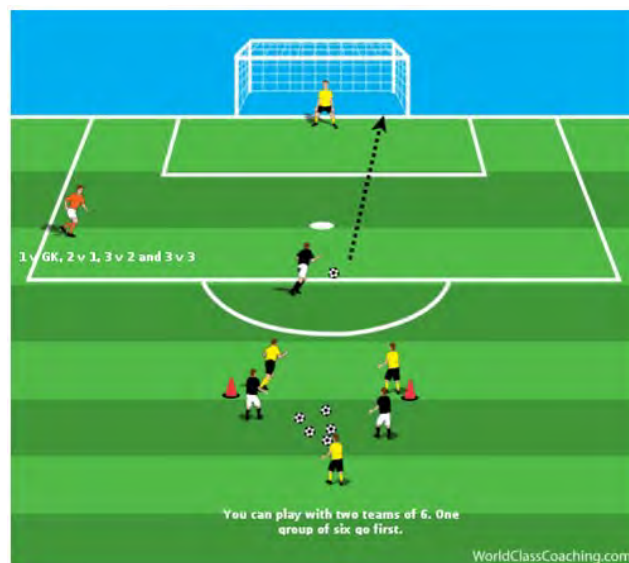 1 v GK, 2 v 1, 3 v 2 and 3 v 3
You can play with two teams of 6. One
group of six go first.
WorldClassCoaching.com